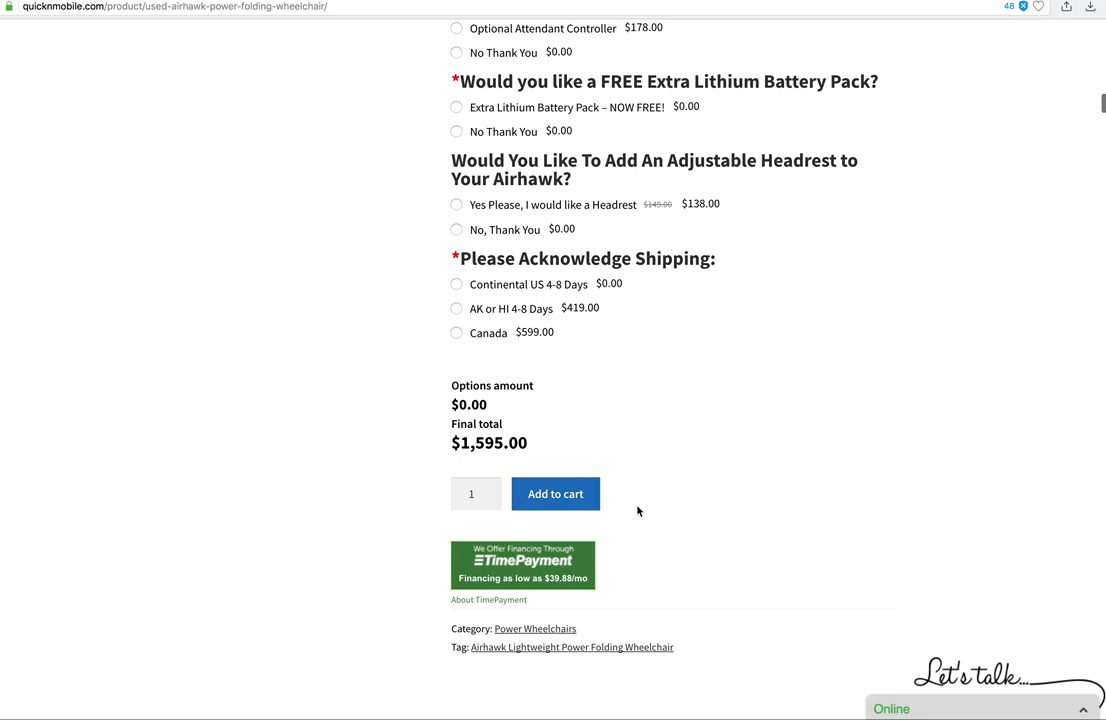 quicknmobile.com/product/used-airhawk-power-folding-wheelchair/
48
Optional Attendant Controller $178.00
No Thank You $0.00
*Would you like a FREE Extra Lithium Battery Pack?
Extra Lithium Battery Pack – NOW FREE! $0.00
No Thank You $0.00
Would You Like To Add An Adjustable Headrest to
Your Airhawk?
Yes Please, I would like a Headrest $149.00 $138.00
No, Thank You $0.00
*Please Acknowledge Shipping:
Continental US 4-8 Days $0.00
AK or HI 4-8 Days $419.00
Canada $599.00
Options amount
$0.00
Final total
$1,595.00
1 Add to cart
We Offer Financing Through
TimePayment
Financing as low as $39.88/mo
About TimePayment
Category: Power Wheelchairs
Tag: Airhawk Lightweight Power Folding Wheelchair
Let's talk...
Online